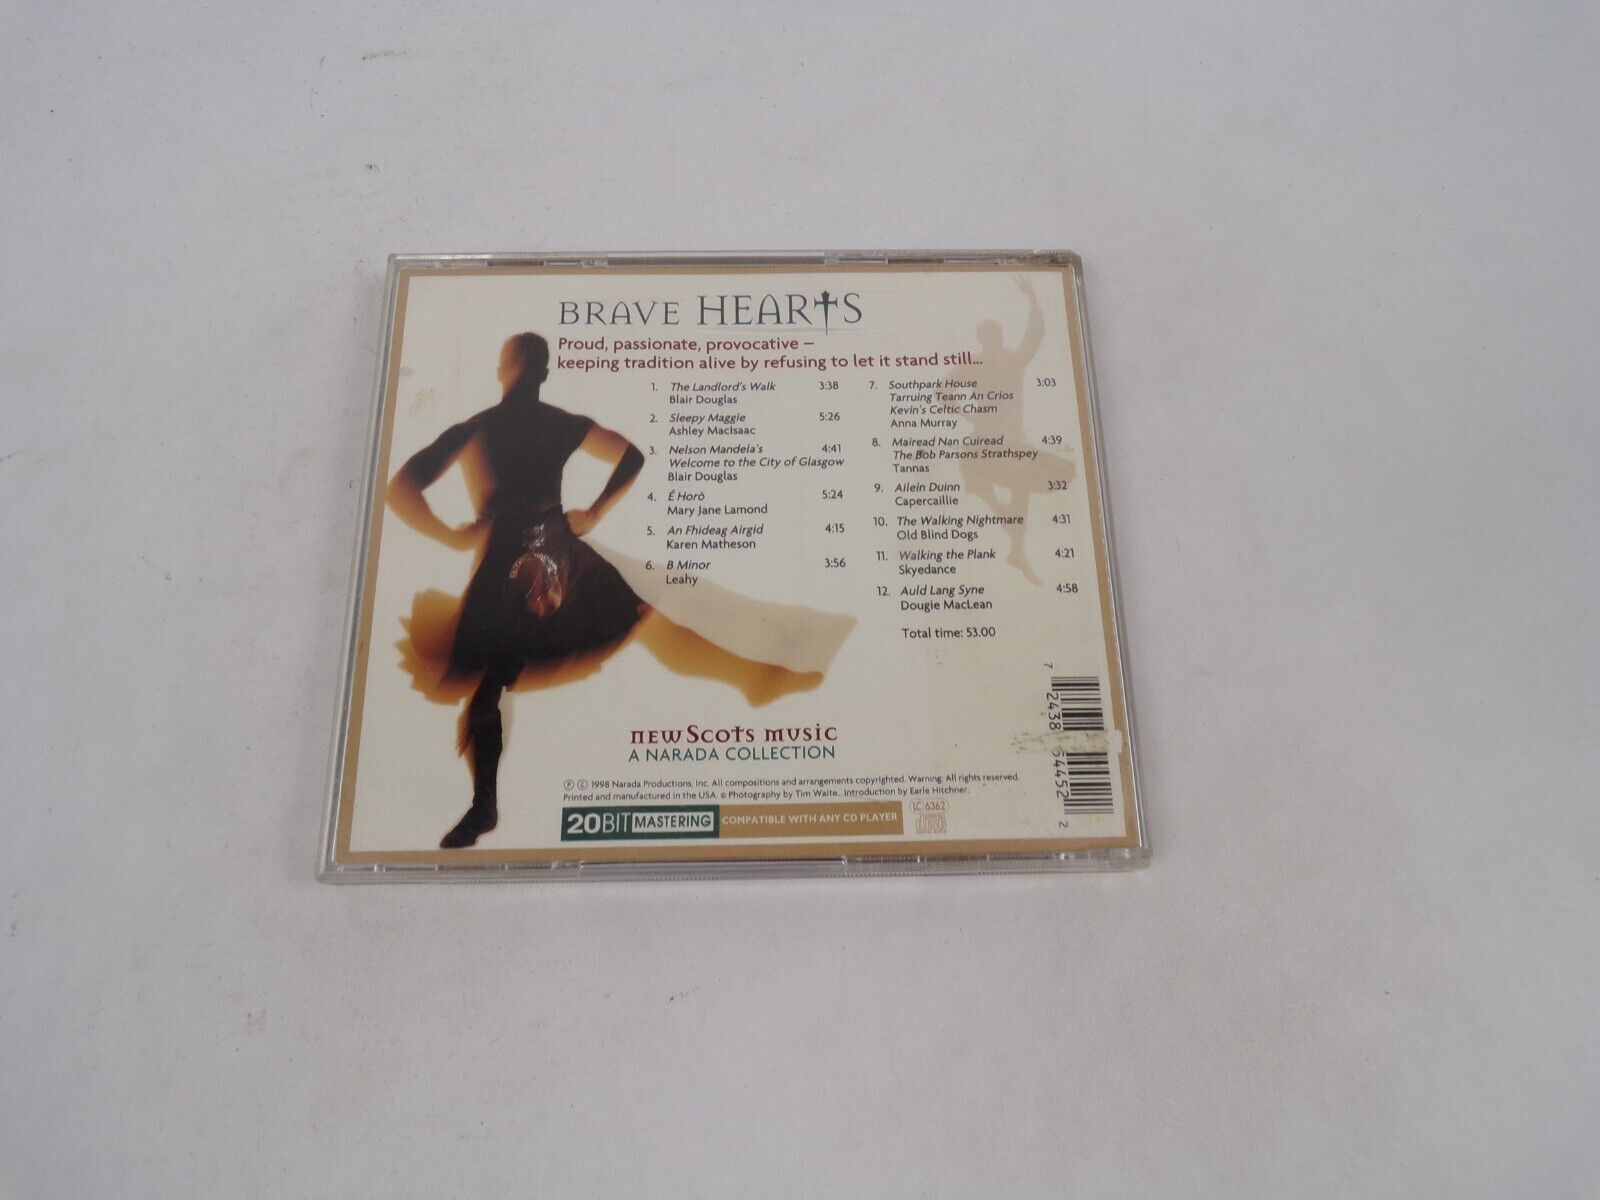 BRAVE HEARTS
Proud, passionate, provocative –
keeping tradition alive by refusing to let it stand still...
1. The Landlord's Walk 3:38
Blair Douglas
2. Sleepy Maggie 5:26
Ashley MacIsaac
3. Nelson Mandela's 4:41
Welcome to the City of Glasgow
Blair Douglas
4. É Horò 5:24
Mary Jane Lamond
5. An Fhideag Airgid 4:15
Karen Matheson
6. B Minor 3:56
Leahy
7. Southpark House 3:03
Tarruing Teann An Crios
Kevin's Celtic Chasm
Anna Murray
8. Mairead Nan Cuiread 4:39
The Bob Parsons Strathspey
Tannas
9. Ailein Duinn 3:32
Capercaillie
10. The Walking Nightmare 4:31
Old Blind Dogs
11. Walking the Plank 4:21
Skyedance
12. Auld Lang Syne 4:58
Dougie MacLean
Total time: 53.00
new Scots music
A NARADA COLLECTION
℗ © 1998 Narada Productions, Inc. All compositions and arrangements copyrighted. Warning: All rights reserved.
Printed and manufactured in the USA. Photography by Tim Waite. Introduction by Earle Hitchner.
20BIT MASTERING COMPATIBLE WITH ANY CD PLAYER
LC 6362
disc
7 2438 64452 2